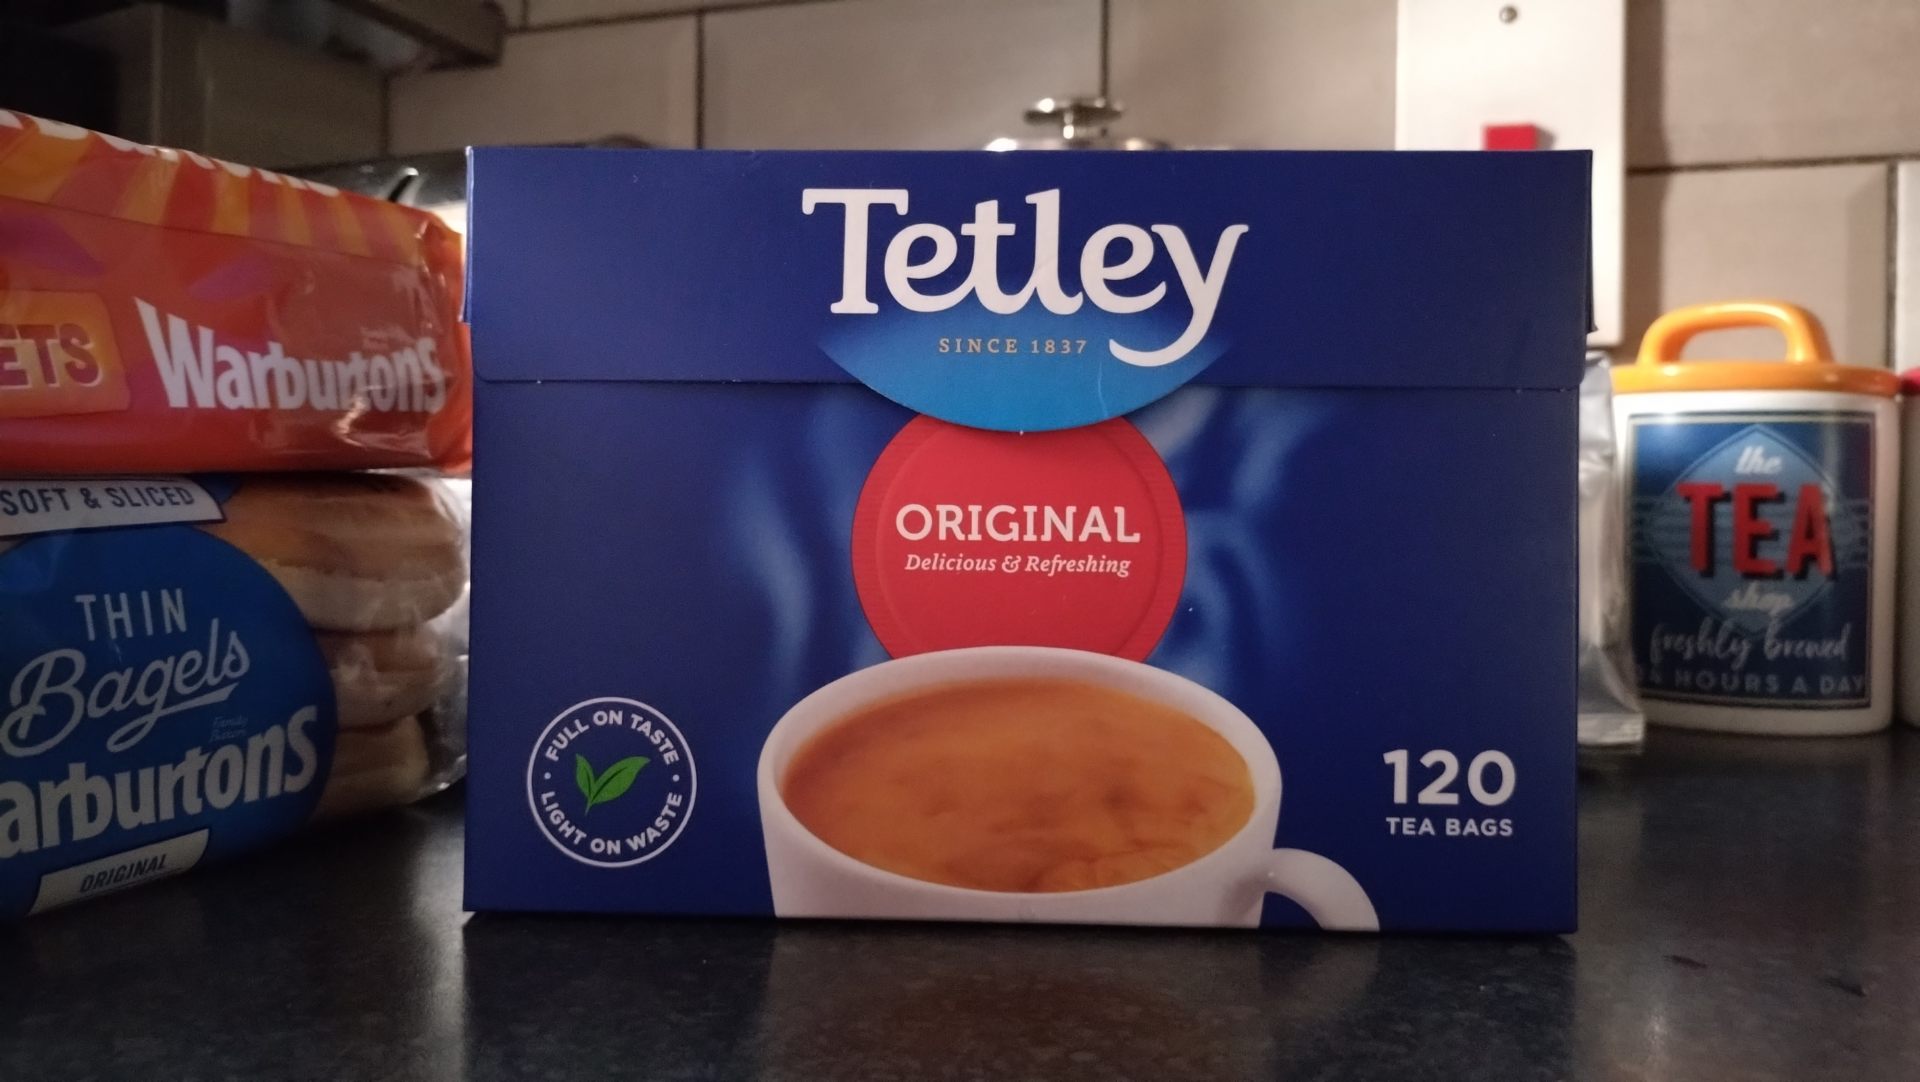 Tetley
SINCE 1837
ORIGINAL
Delicious & Refreshing
FULL ON TASTE
LIGHT ON WASTE
120
TEA BAGS
ETS
Warburtons
SOFT & SLICED
THIN
Bagels
arburtons
ORIGINAL
the
TEA
shop
freshly brewed
HOURS A DAY